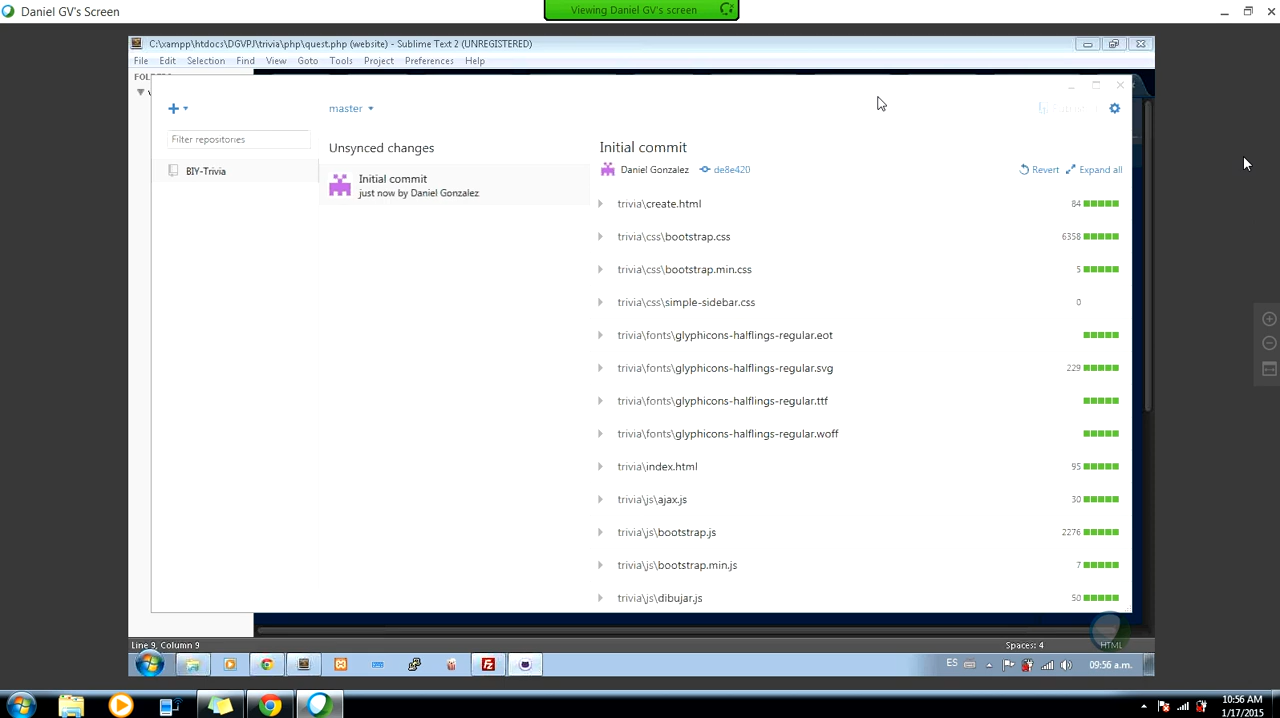 Daniel GV's Screen
Viewing Daniel GV's screen
C:\xampp\htdocs\DGVPJ\trivia\php\quest.php (website) - Sublime Text 2 (UNREGISTERED)
File Edit Selection Find View Goto Tools Project Preferences Help
master
Filter repositories
BIY-Trivia
Unsynced changes
Initial commit
just now by Daniel Gonzalez
Initial commit
Daniel Gonzalez de8e420 Revert Expand all
trivia\create.html 84
trivia\css\bootstrap.css 6358
trivia\css\bootstrap.min.css 5
trivia\css\simple-sidebar.css 0
trivia\fonts\glyphicons-halflings-regular.eot
trivia\fonts\glyphicons-halflings-regular.svg 229
trivia\fonts\glyphicons-halflings-regular.ttf
trivia\fonts\glyphicons-halflings-regular.woff
trivia\index.html 95
trivia\js\ajax.js 30
trivia\js\bootstrap.js 2276
trivia\js\bootstrap.min.js 7
trivia\js\dibujar.js 50
Line 9, Column 9 Spaces: 4 HTML
ES 09:56 a.m.
10:56 AM
1/17/2015